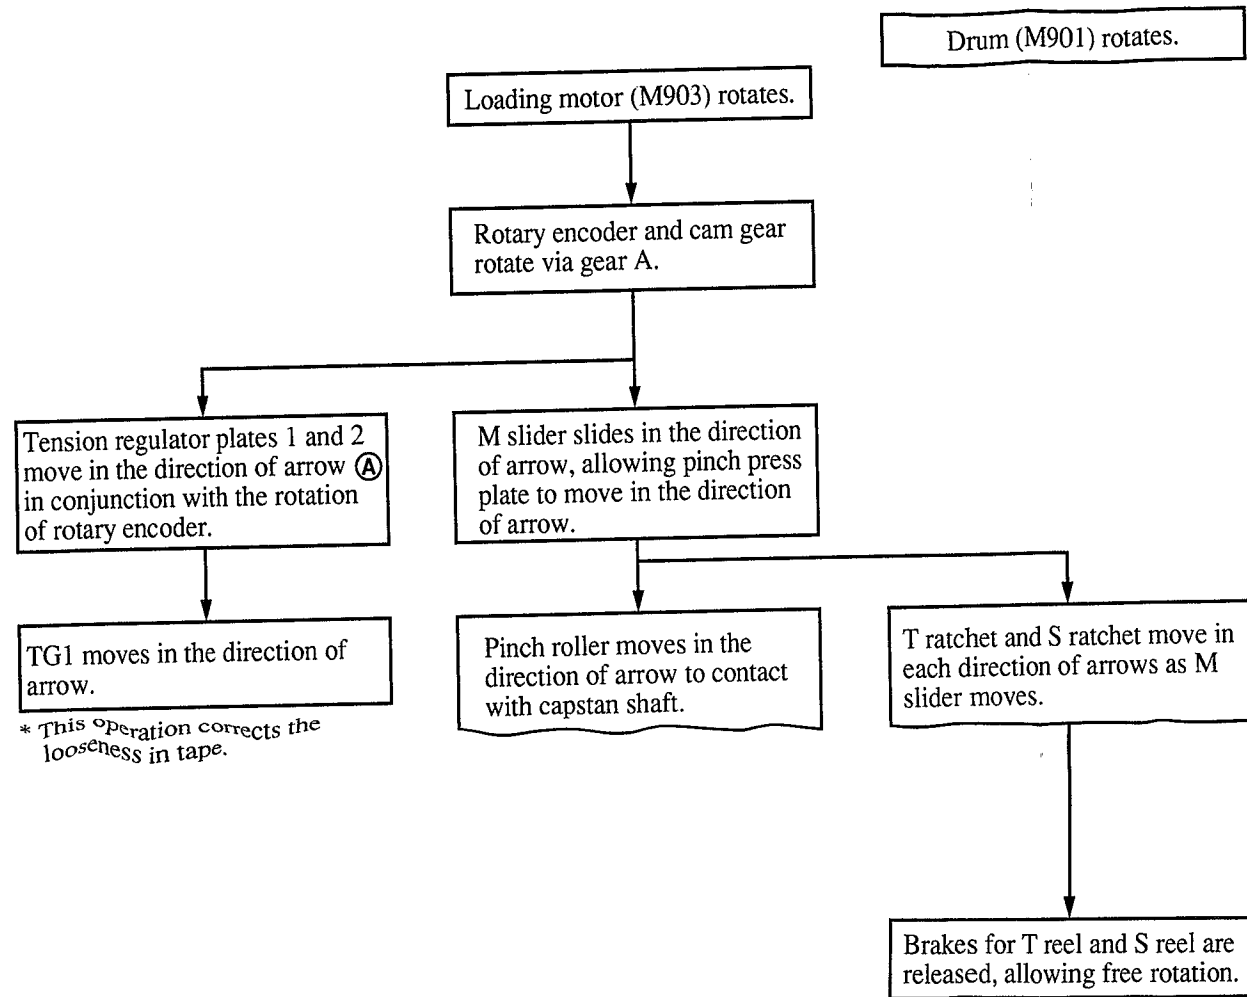 Drum (M901) rotates.
Loading motor (M903) rotates.
Rotary encoder and cam gear
rotate via gear A.
Tension regulator plates 1 and 2
move in the direction of arrow Ⓐ
in conjunction with the rotation
of rotary encoder.
M slider slides in the direction
of arrow, allowing pinch press
plate to move in the direction
of arrow.
TG1 moves in the direction of
arrow.
* This operation corrects the
looseness in tape.
Pinch roller moves in the
direction of arrow to contact
with capstan shaft.
T ratchet and S ratchet move in
each direction of arrows as M
slider moves.
Brakes for T reel and S reel are
released, allowing free rotation.